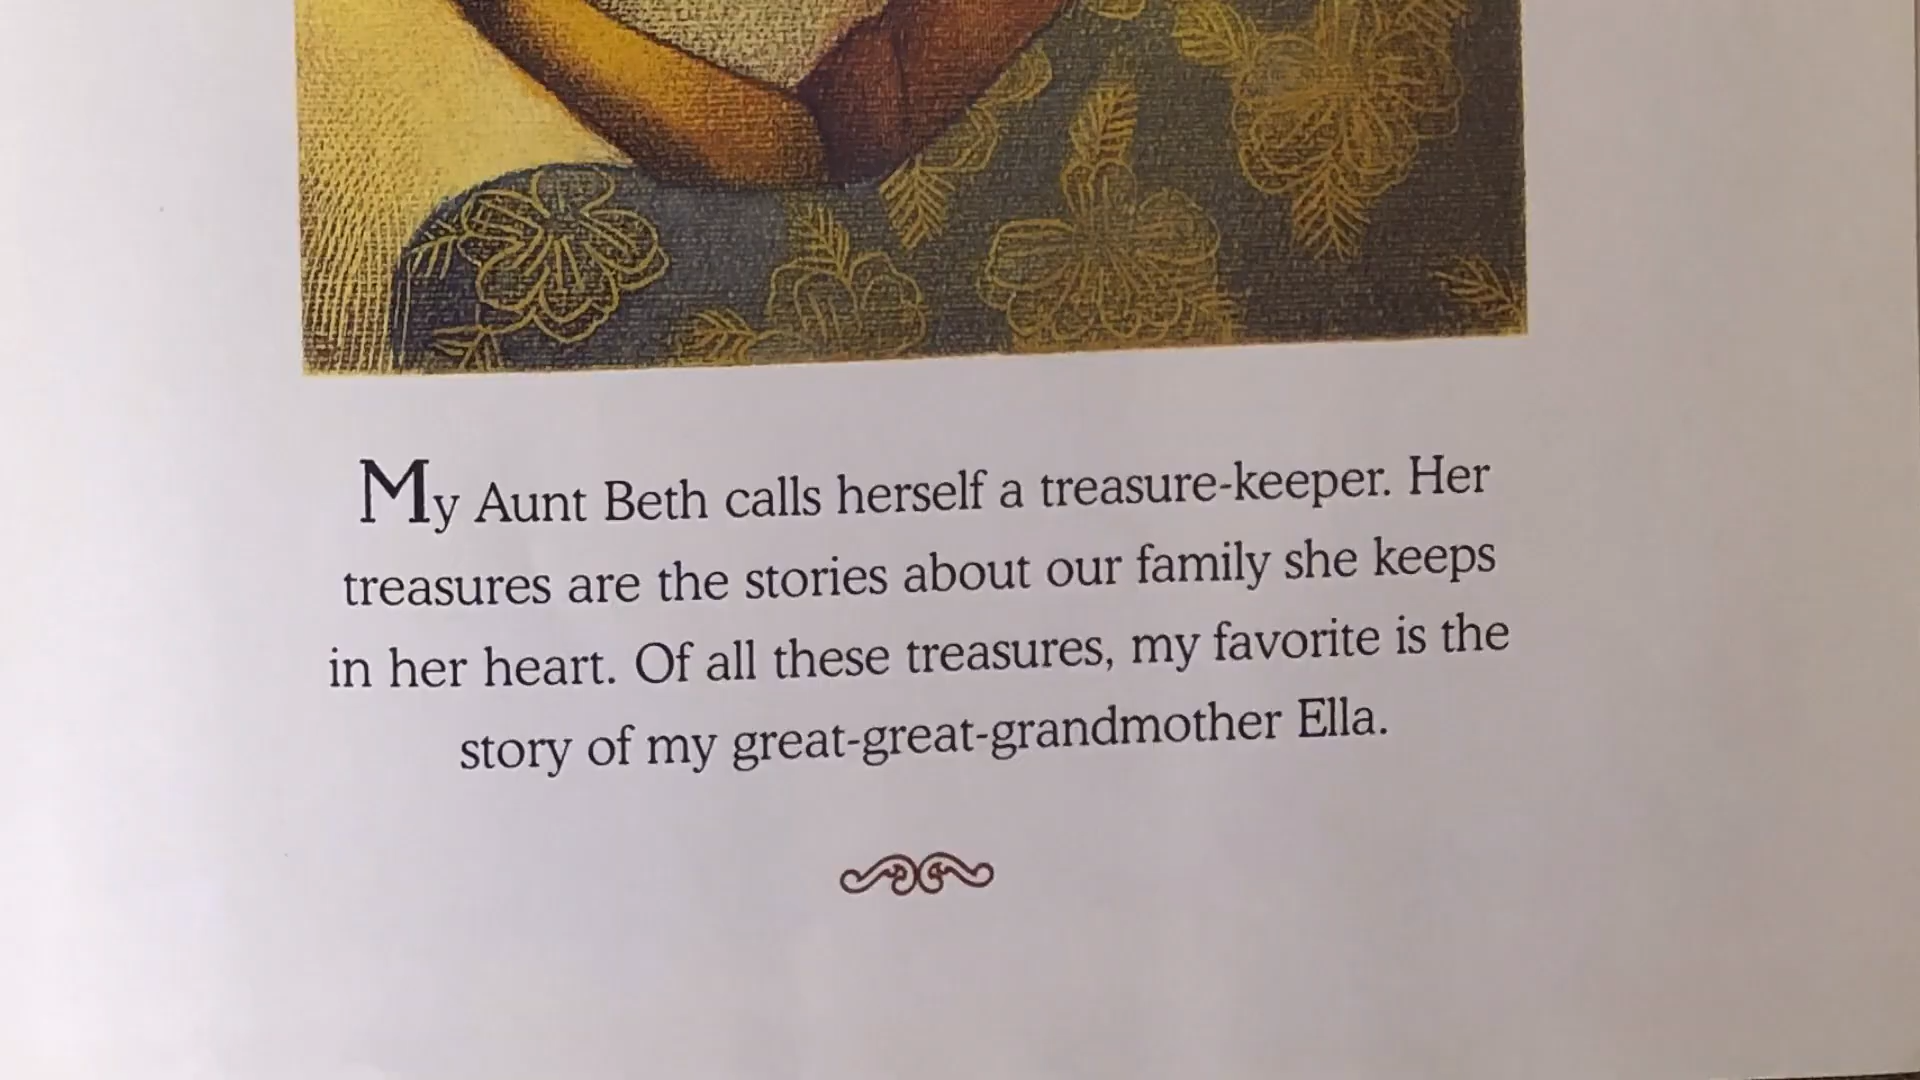 My Aunt Beth calls herself a treasure-keeper. Her
treasures are the stories about our family she keeps
in her heart. Of all these treasures, my favorite is the
story of my great-great-grandmother Ella.